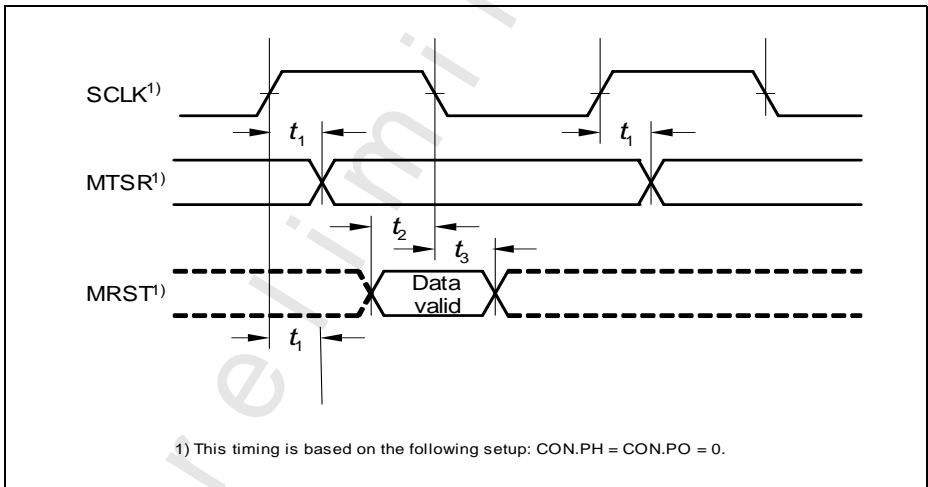 SCLK1)
t1
t1
MTSR1)
t2
t3
MRST1)
Data
valid
t1
1) This timing is based on the following setup: CON.PH = CON.PO = 0.
r e l i m i